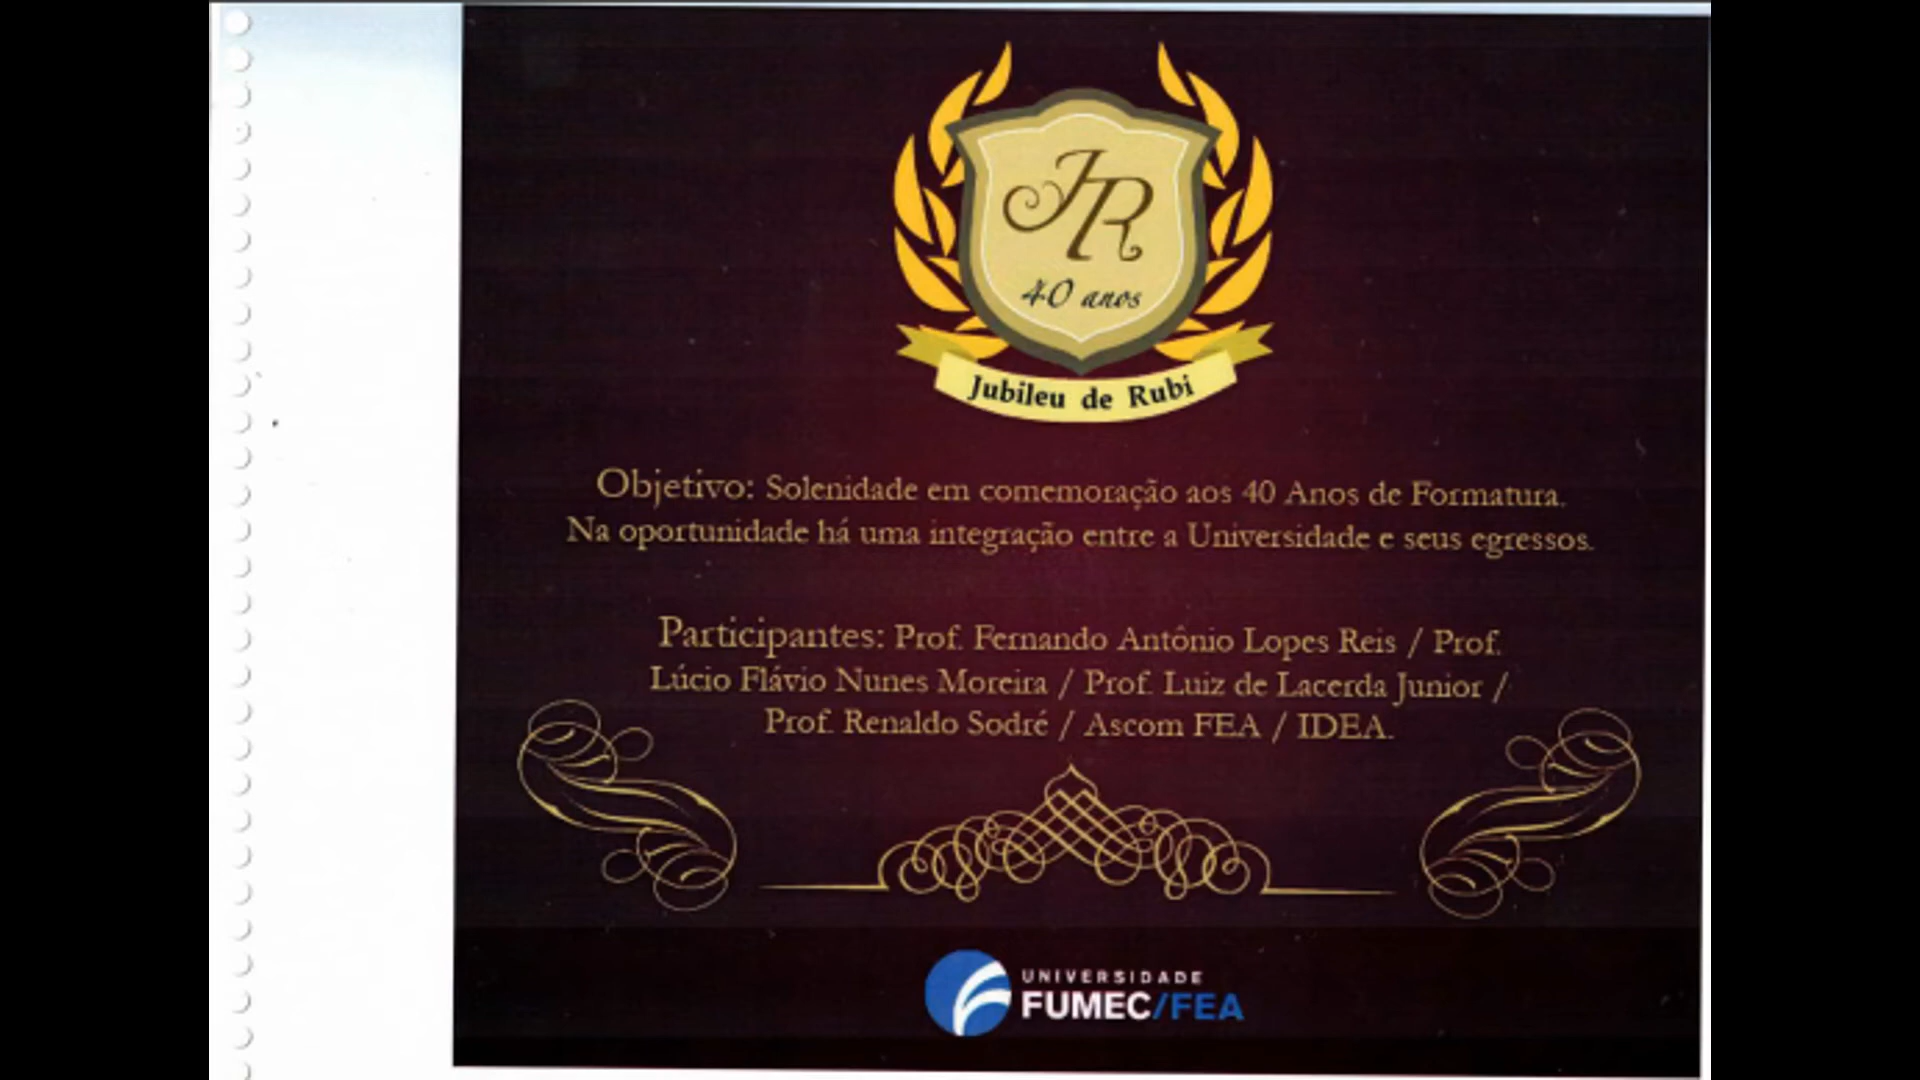 JR
40 anos
Jubileu de Rubi
Objetivo: Solenidade em comemoração aos 40 Anos de Formatura.
Na oportunidade há uma integração entre a Universidade e seus egressos.
Participantes: Prof. Fernando Antônio Lopes Reis / Prof.
Lúcio Flávio Nunes Moreira / Prof. Luiz de Lacerda Junior /
Prof. Renaldo Sodré / Ascom FEA / IDEA.
UNIVERSIDADE
FUMEC/FEA